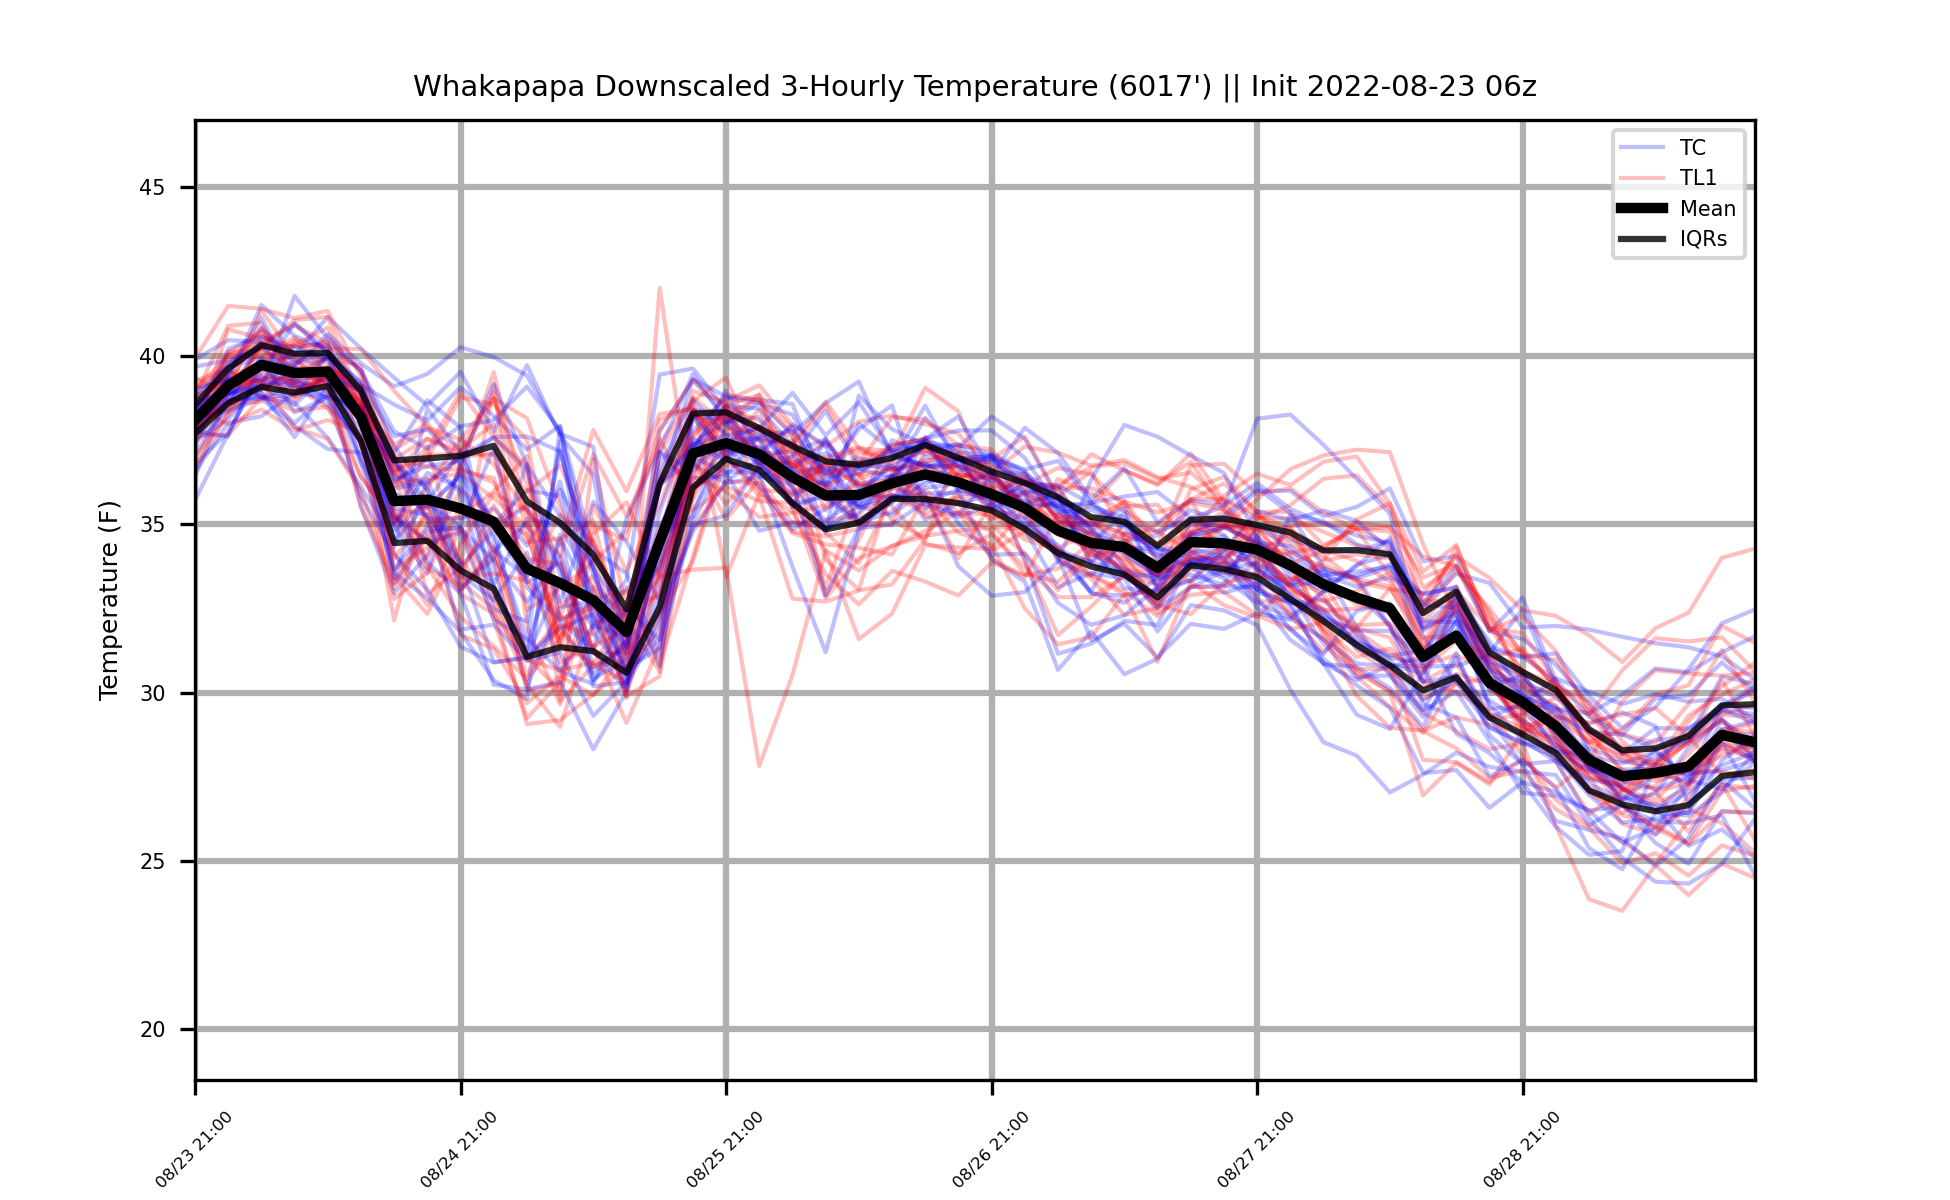 Whakapapa Downscaled 3-Hourly Temperature (6017') || Init 2022-08-23 06z
TC
TL1
Mean
IQRs
Temperature (F)
45
40
35
30
25
20
08/23 21:00
08/24 21:00
08/25 21:00
08/26 21:00
08/27 21:00
08/28 21:00